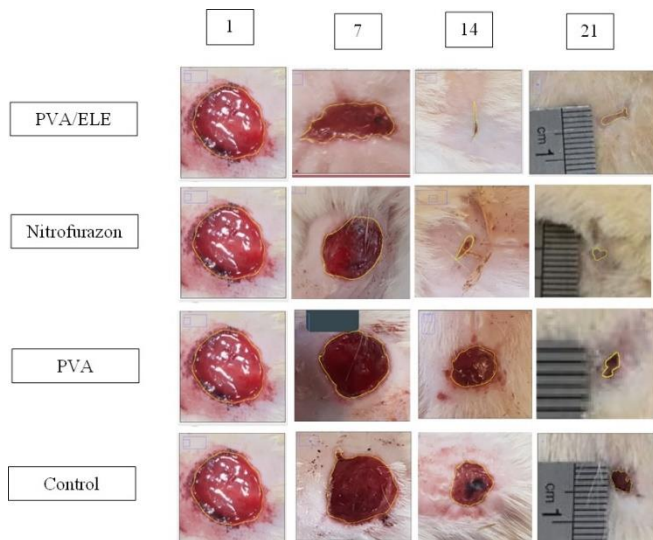 1 7 14 21
PVA/ELE
cm 1
Nitrofurazon
PVA
Control
cm 1